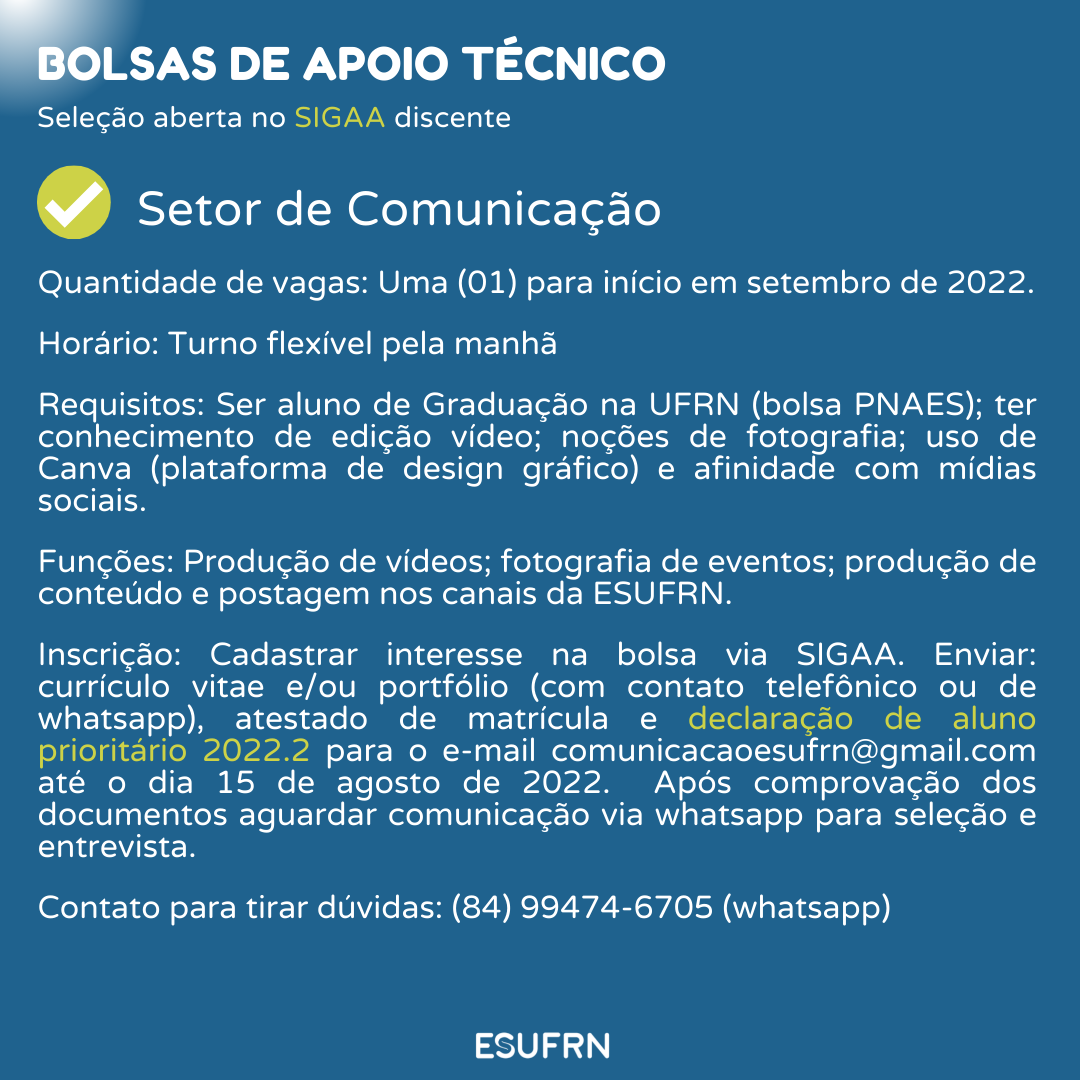 BOLSAS DE APOIO TÉCNICO
Seleção aberta no SIGAA discente
Setor de Comunicação
Quantidade de vagas: Uma (01) para início em setembro de 2022.
Horário: Turno flexível pela manhã
Requisitos: Ser aluno de Graduação na UFRN (bolsa PNAES); ter
conhecimento de edição vídeo; noções de fotografia; uso de
Canva (plataforma de design gráfico) e afinidade com mídias
sociais.
Funções: Produção de vídeos; fotografia de eventos; produção de
conteúdo e postagem nos canais da ESUFRN.
Inscrição: Cadastrar interesse na bolsa via SIGAA. Enviar:
currículo vitae e/ou portfólio (com contato telefônico ou de
whatsapp), atestado de matrícula e declaração de aluno
prioritário 2022.2 para o e-mail comunicacaoesufrn@gmail.com
até o dia 15 de agosto de 2022. Após comprovação dos
documentos aguardar comunicação via whatsapp para seleção e
entrevista.
Contato para tirar dúvidas: (84) 99474-6705 (whatsapp)
ESUFRN